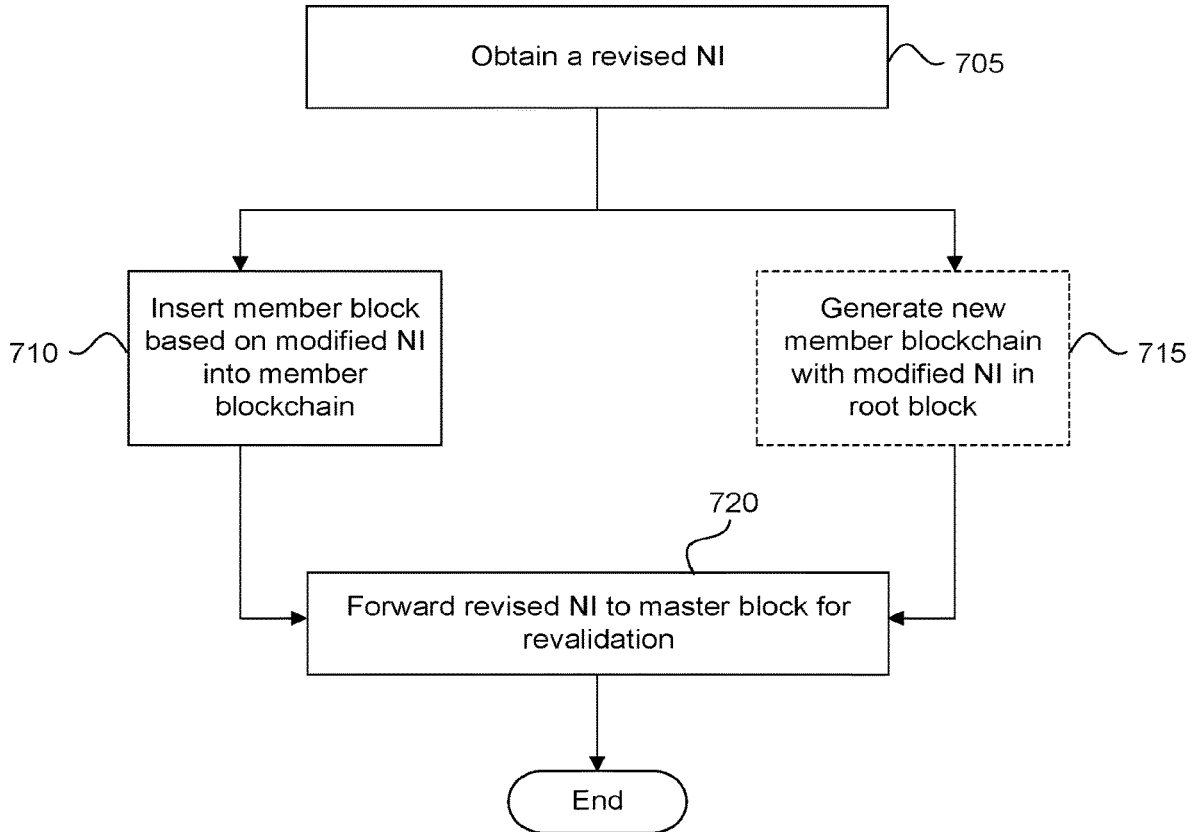 Obtain a revised NI
705
Insert member block
based on modified NI
into member
blockchain
710
Generate new
member blockchain
with modified NI in
root block
715
720
Forward revised NI to master block for
revalidation
End